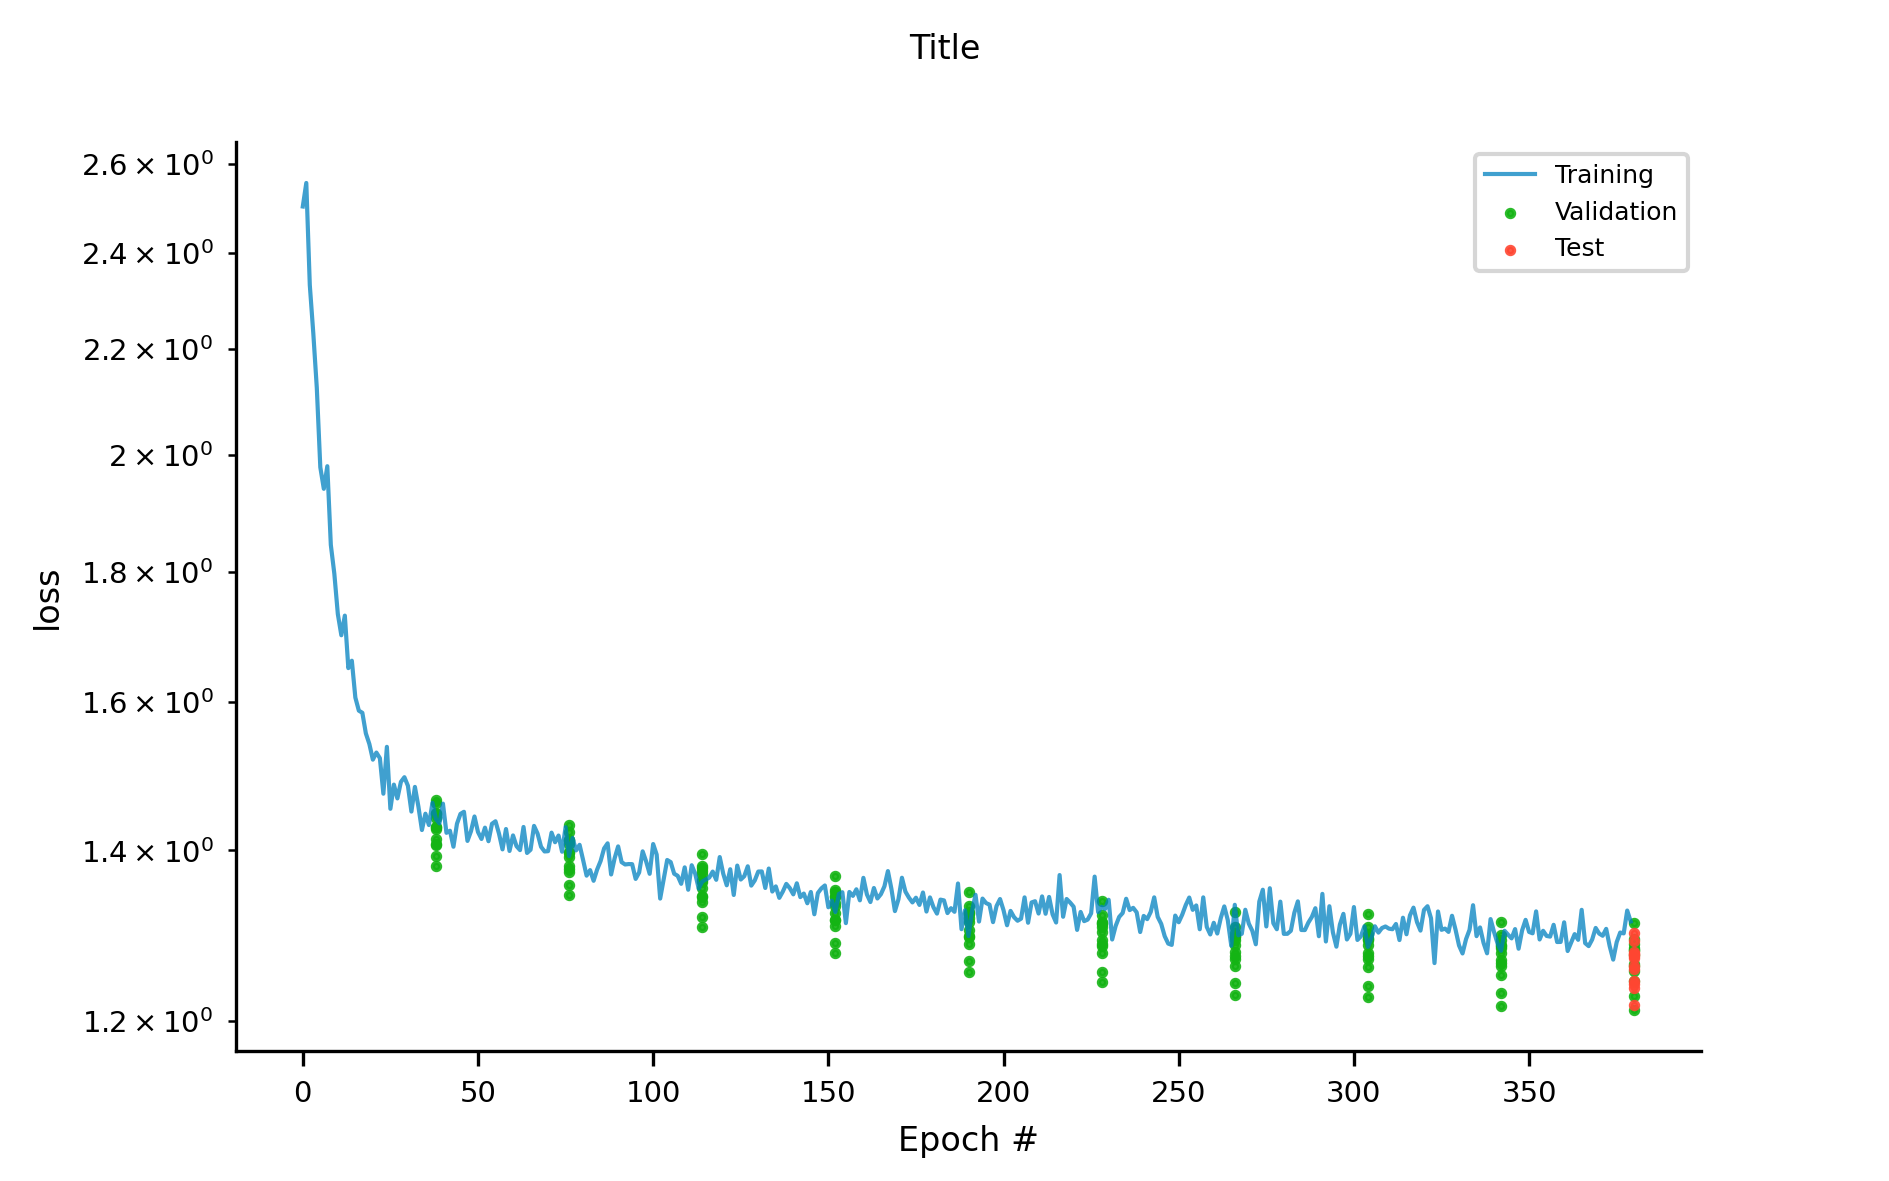 Title
2.6 × 10⁰
2.4 × 10⁰
2.2 × 10⁰
2 × 10⁰
1.8 × 10⁰
1.6 × 10⁰
1.4 × 10⁰
1.2 × 10⁰
loss
Training
Validation
Test
0 50 100 150 200 250 300 350
Epoch #